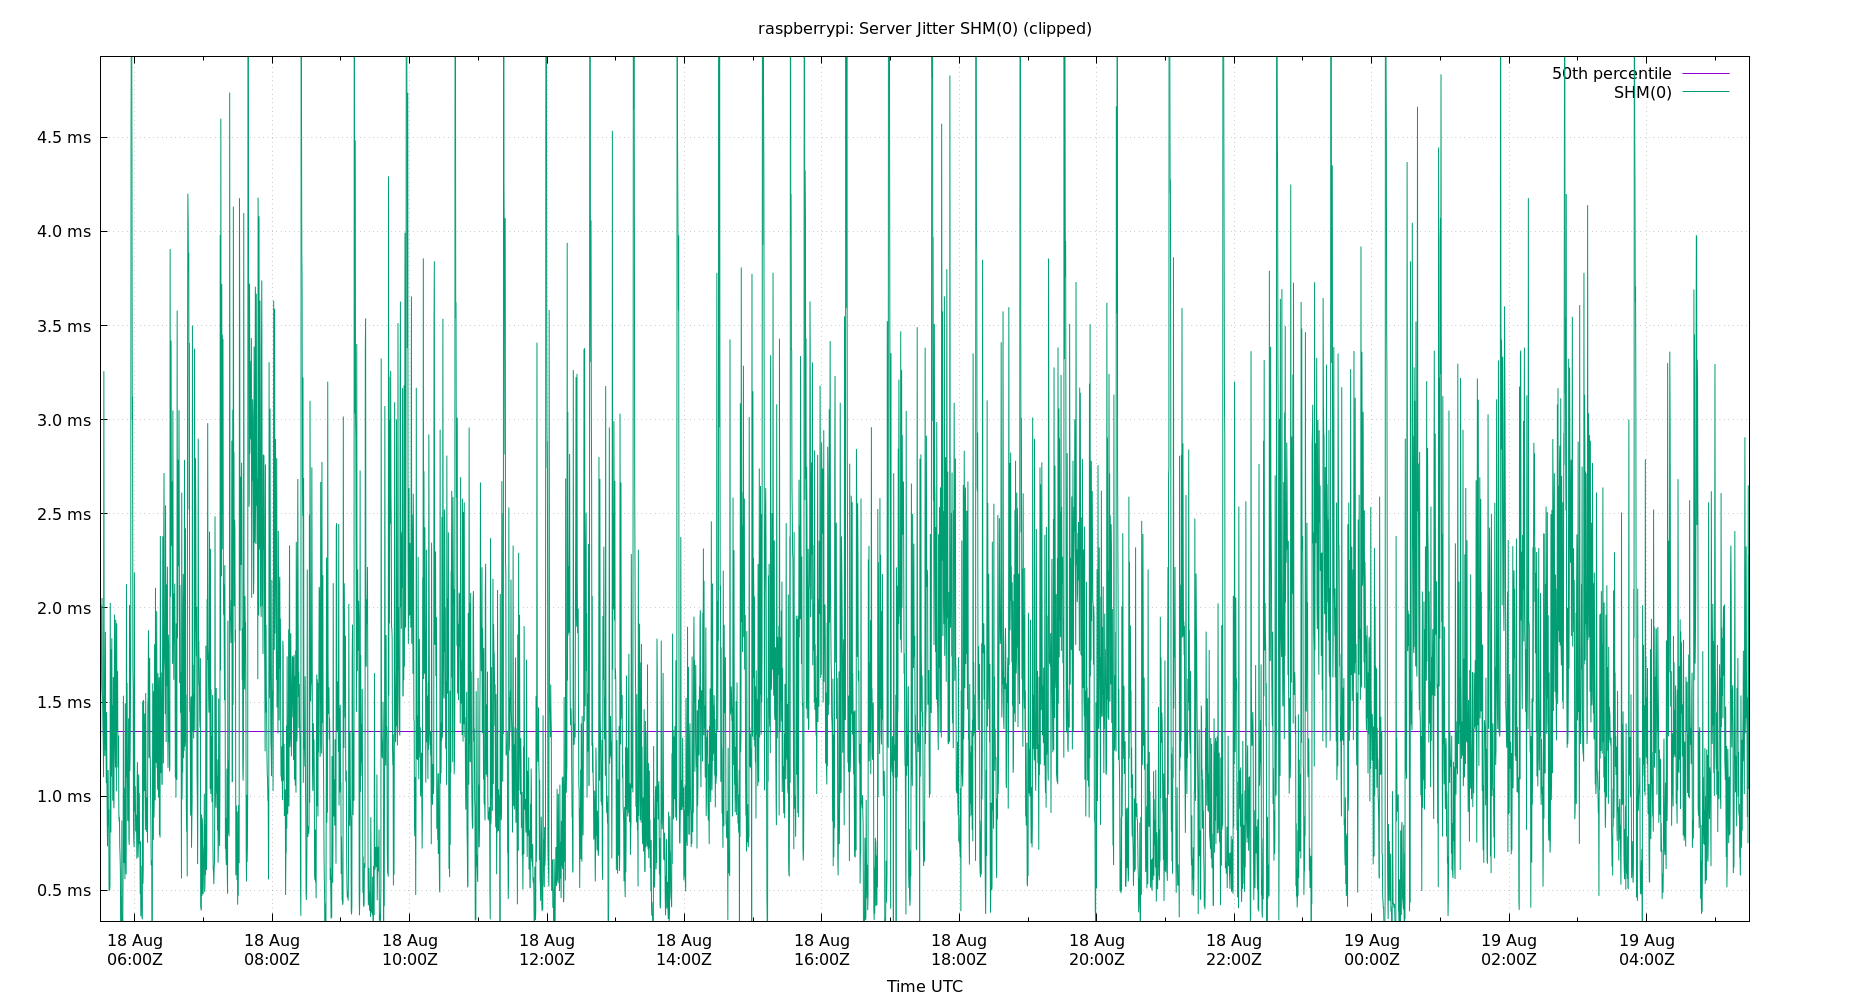 raspberrypi: Server Jitter SHM(0) (clipped)
50th percentile
SHM(0)
4.5 ms
4.0 ms
3.5 ms
3.0 ms
2.5 ms
2.0 ms
1.5 ms
1.0 ms
0.5 ms
18 Aug 18 Aug 18 Aug 18 Aug 18 Aug 18 Aug 18 Aug 18 Aug 18 Aug 19 Aug 19 Aug 19 Aug
06:00Z 08:00Z 10:00Z 12:00Z 14:00Z 16:00Z 18:00Z 20:00Z 22:00Z 00:00Z 02:00Z 04:00Z
Time UTC